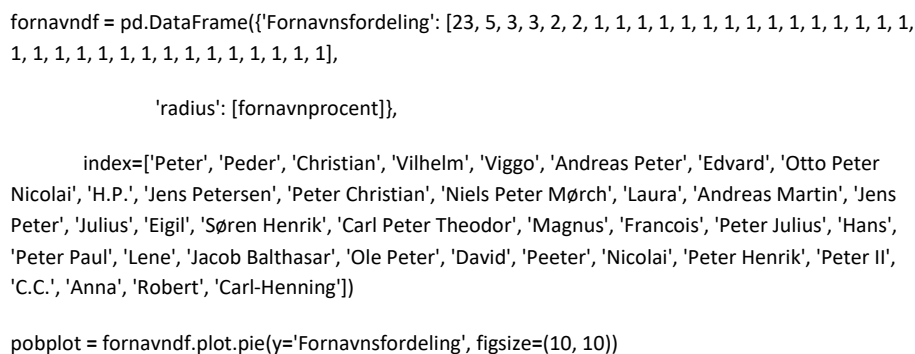 fornavndf = pd.DataFrame({'Fornavnsfordeling': [23, 5, 3, 3, 2, 2, 1, 1, 1, 1, 1, 1, 1, 1, 1, 1, 1, 1, 1, 1, 1,
1, 1, 1, 1, 1, 1, 1, 1, 1, 1, 1, 1, 1, 1, 1],
'radius': [fornavnprocent]},
index=['Peter', 'Peder', 'Christian', 'Vilhelm', 'Viggo', 'Andreas Peter', 'Edvard', 'Otto Peter
Nicolai', 'H.P.', 'Jens Petersen', 'Peter Christian', 'Niels Peter Mørch', 'Laura', 'Andreas Martin', 'Jens
Peter', 'Julius', 'Eigil', 'Søren Henrik', 'Carl Peter Theodor', 'Magnus', 'Francois', 'Peter Julius', 'Hans',
'Peter Paul', 'Lene', 'Jacob Balthasar', 'Ole Peter', 'David', 'Peeter', 'Nicolai', 'Peter Henrik', 'Peter II',
'C.C.', 'Anna', 'Robert', 'Carl-Henning'])
pobplot = fornavndf.plot.pie(y='Fornavnsfordeling', figsize=(10, 10))